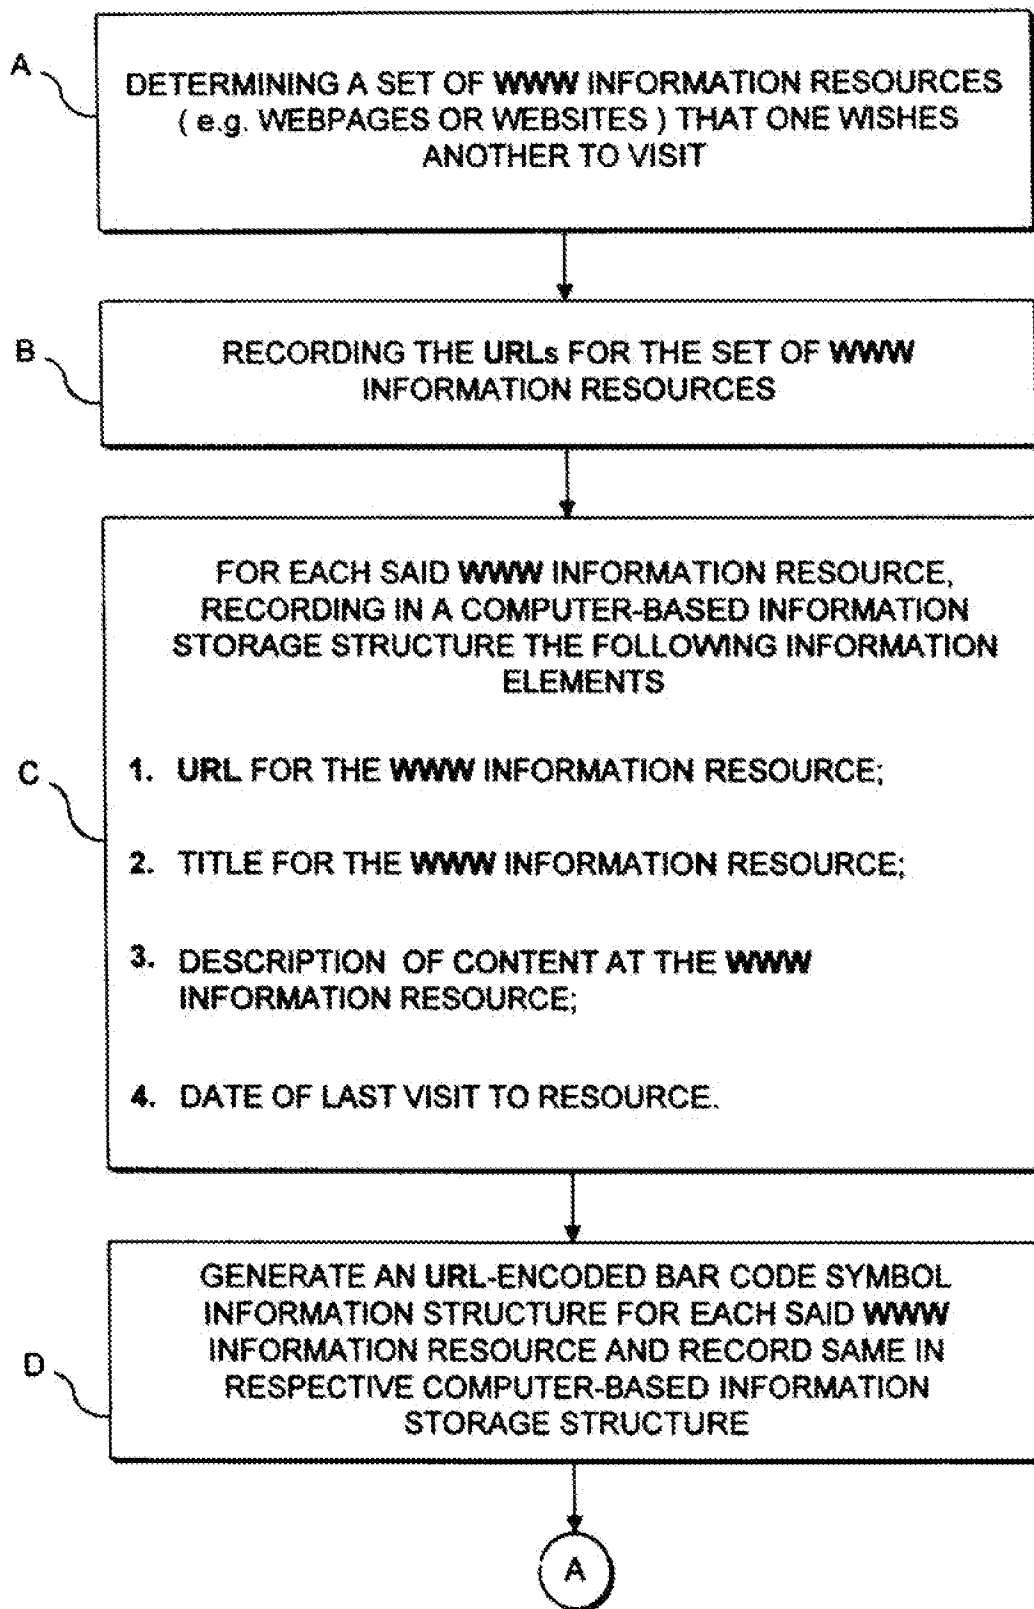 A
DETERMINING A SET OF WWW INFORMATION RESOURCES
( e.g. WEBPAGES OR WEBSITES ) THAT ONE WISHES
ANOTHER TO VISIT
B
RECORDING THE URLs FOR THE SET OF WWW
INFORMATION RESOURCES
C
FOR EACH SAID WWW INFORMATION RESOURCE,
RECORDING IN A COMPUTER-BASED INFORMATION
STORAGE STRUCTURE THE FOLLOWING INFORMATION
ELEMENTS
1. URL FOR THE WWW INFORMATION RESOURCE;
2. TITLE FOR THE WWW INFORMATION RESOURCE;
3. DESCRIPTION OF CONTENT AT THE WWW
INFORMATION RESOURCE;
4. DATE OF LAST VISIT TO RESOURCE.
D
GENERATE AN URL-ENCODED BAR CODE SYMBOL
INFORMATION STRUCTURE FOR EACH SAID WWW
INFORMATION RESOURCE AND RECORD SAME IN
RESPECTIVE COMPUTER-BASED INFORMATION
STORAGE STRUCTURE
A